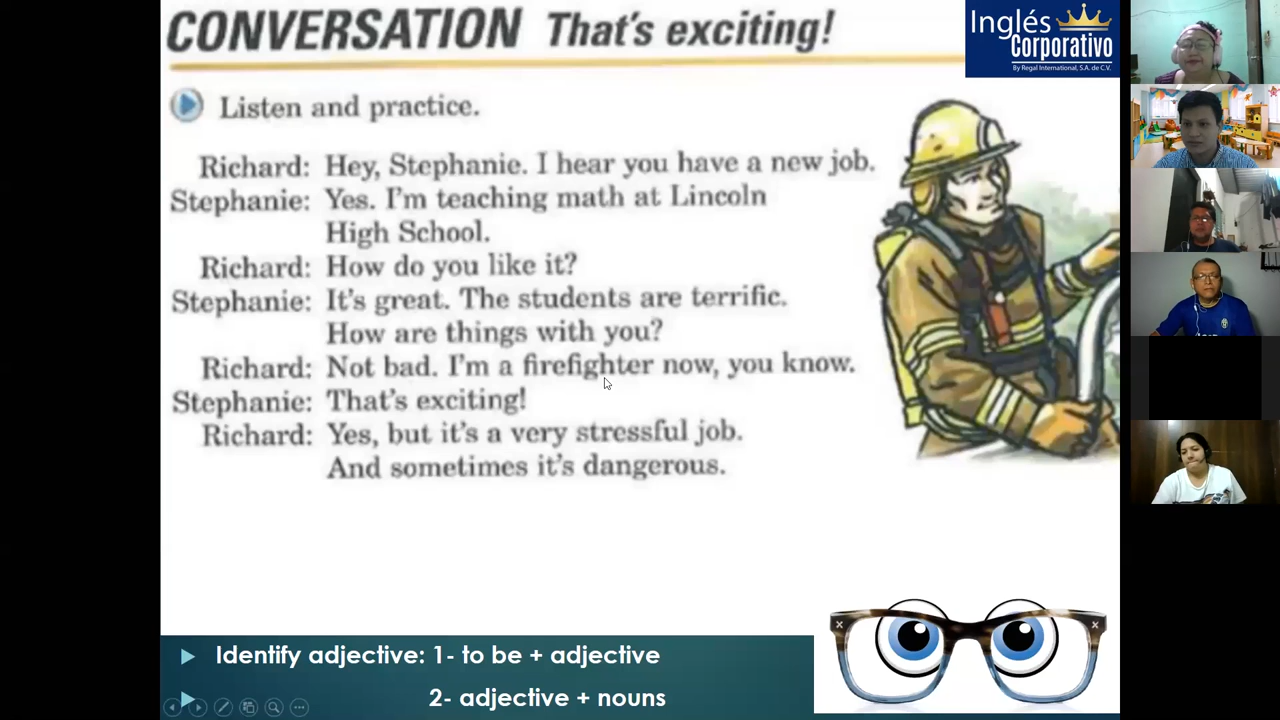 CONVERSATION That's exciting!
Inglés
Corporativo
By Regal International, S.A. de C.V.
Listen and practice.
Richard: Hey, Stephanie. I hear you have a new job.
Stephanie: Yes. I'm teaching math at Lincoln
High School.
Richard: How do you like it?
Stephanie: It's great. The students are terrific.
How are things with you?
Richard: Not bad. I'm a firefighter now, you know.
Stephanie: That's exciting!
Richard: Yes, but it's a very stressful job.
And sometimes it's dangerous.
Identify adjective: 1- to be + adjective
2- adjective + nouns